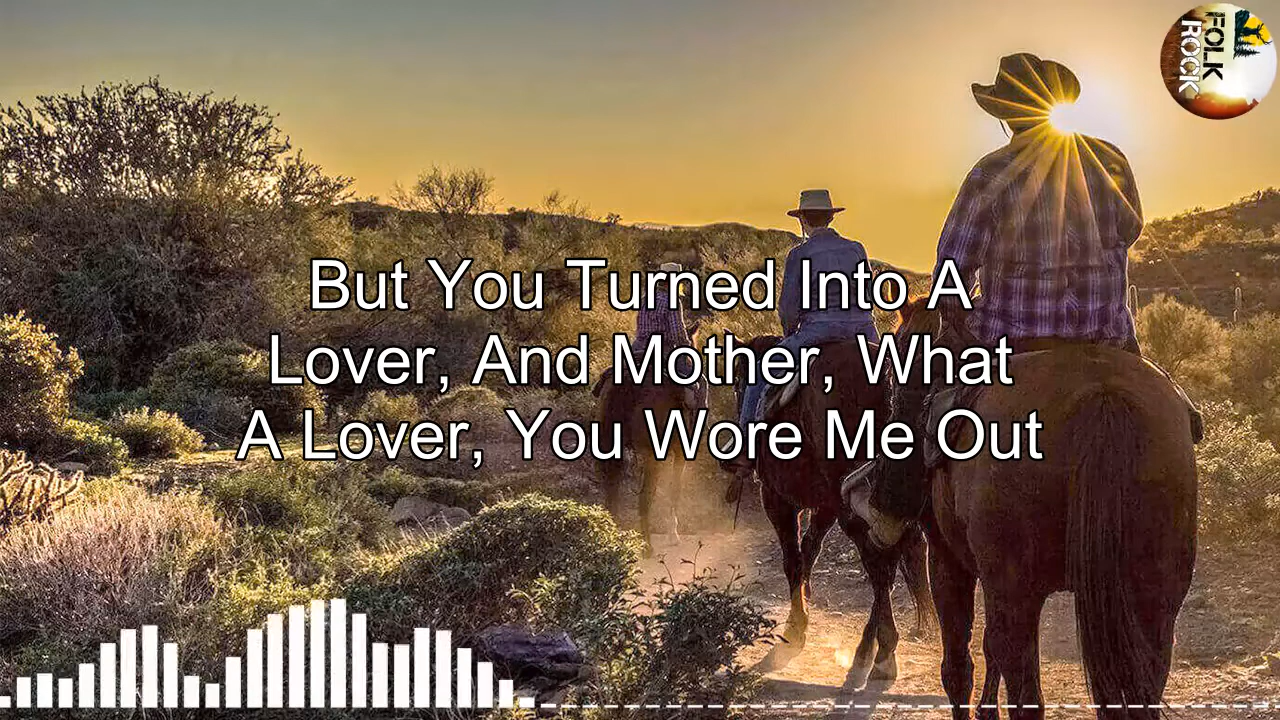 FOLK
ROCK
But You Turned Into A
Lover, And Mother, What
A Lover, You Wore Me Out